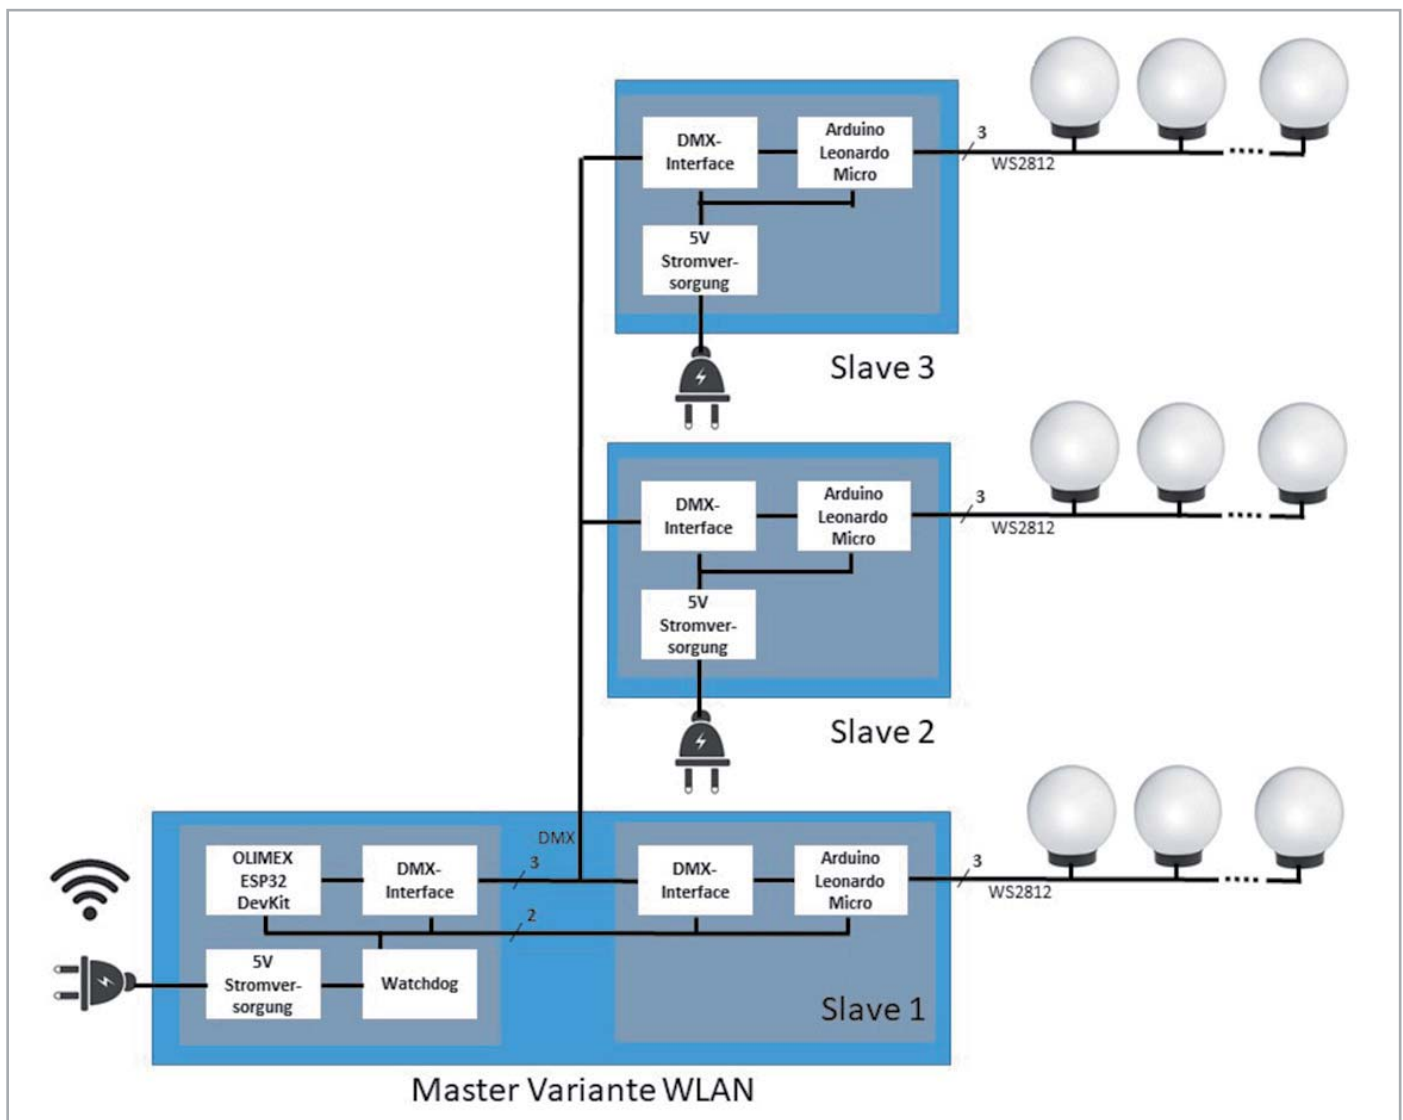 DMX-
Interface
Arduino
Leonardo
Micro
3
WS2812
5V
Stromver-
sorgung
Slave 3
DMX-
Interface
Arduino
Leonardo
Micro
3
WS2812
5V
Stromver-
sorgung
Slave 2
DMX
OLIMEX
ESP32
DevKit
DMX-
Interface
3
DMX-
Interface
Arduino
Leonardo
Micro
3
WS2812
2
5V
Stromver-
sorgung
Watchdog
Slave 1
Master Variante WLAN